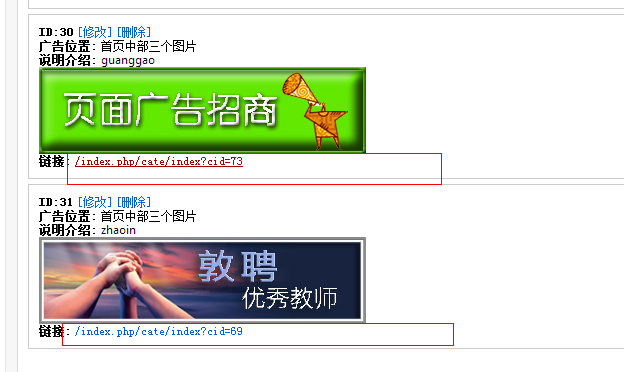 ID:30 [修改] [删除]
广告位置: 首页中部三个图片
说明介绍: guanggao
页面广告招商
链接: /index.php/cate/index?cid=73
ID:31 [修改] [删除]
广告位置: 首页中部三个图片
说明介绍: zhaoin
敦聘
优秀教师
链接: /index.php/cate/index?cid=69